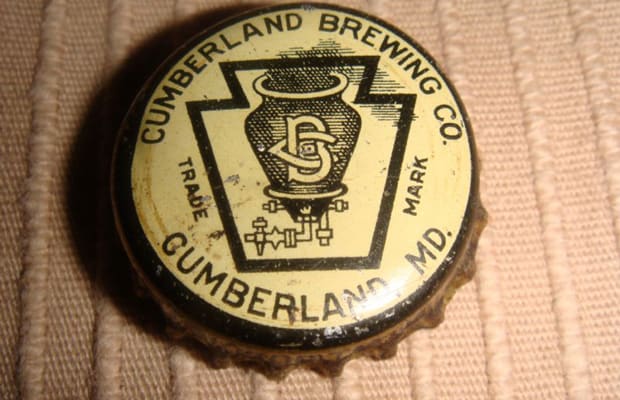 CUMBERLAND BREWING CO.
TRADE MARK
CUMBERLAND, MD.